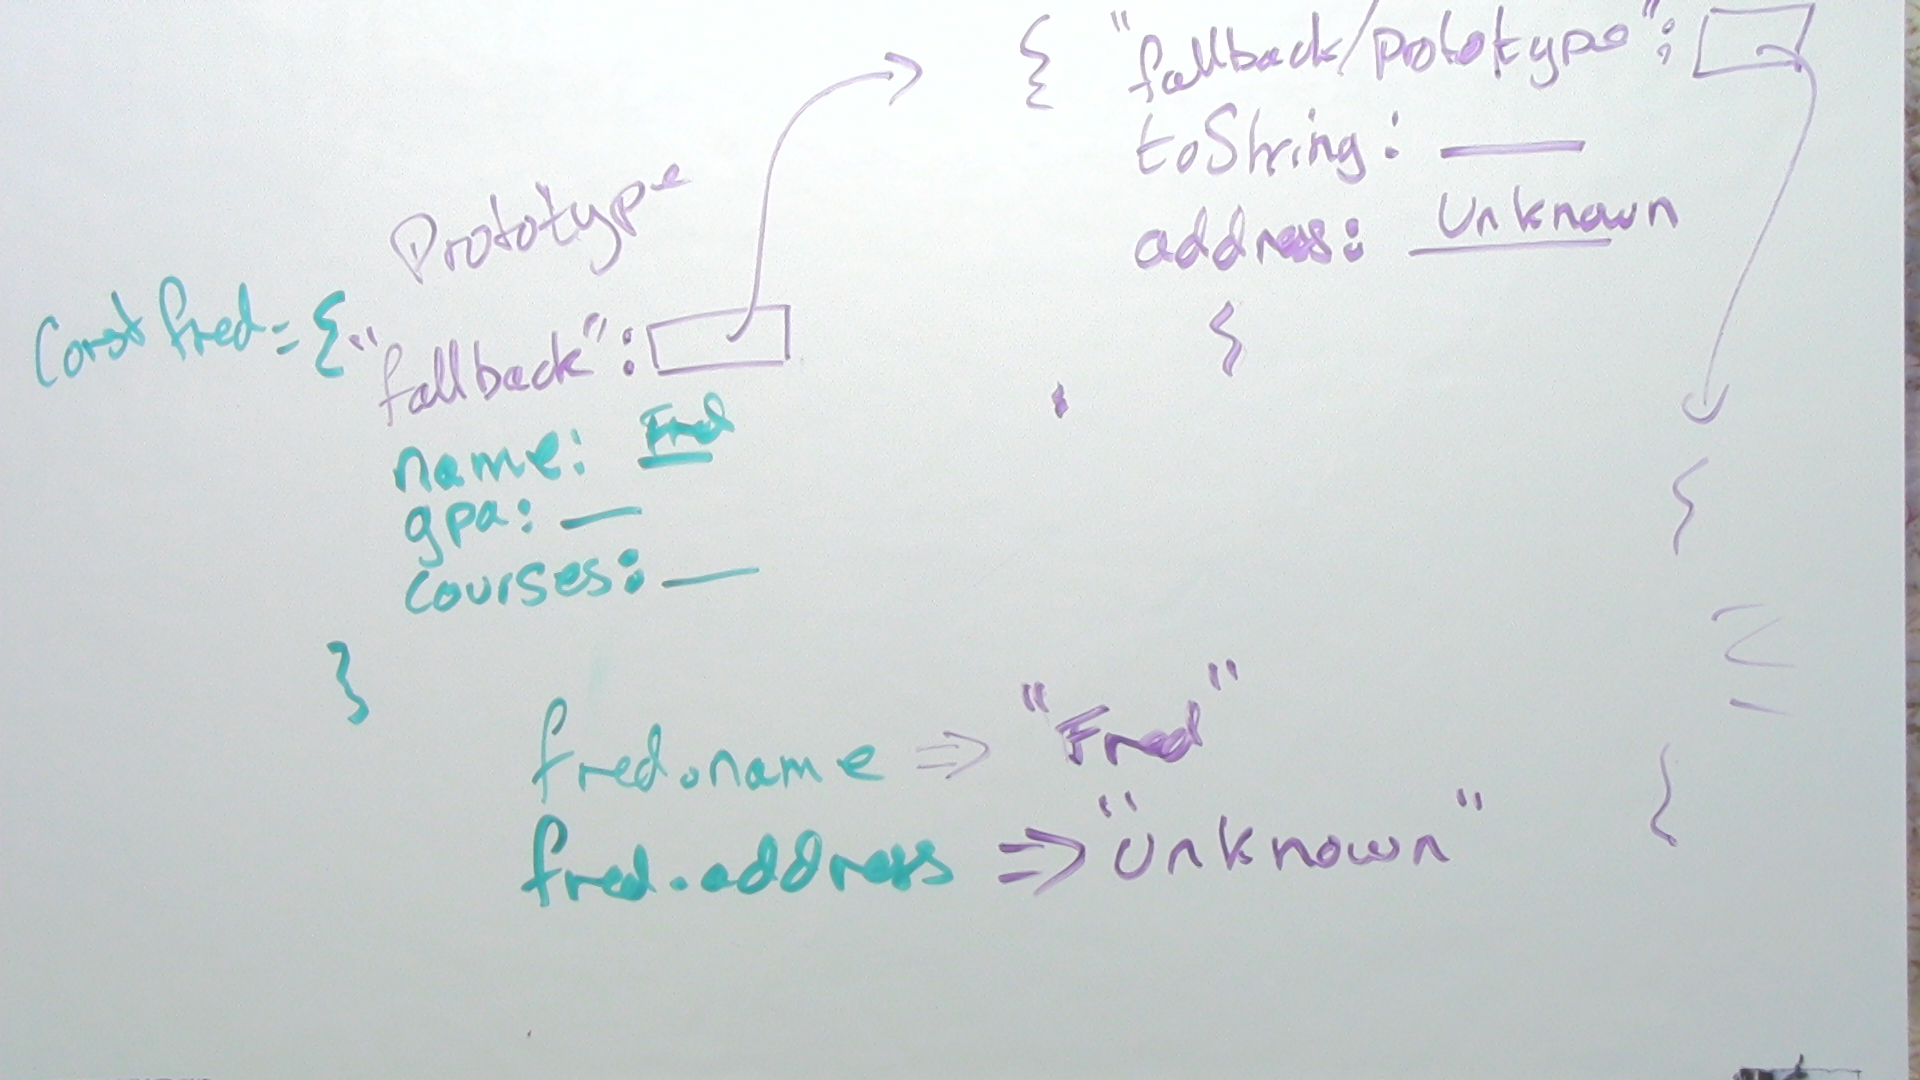 Prototype
const fred = { "fallback":
name: Fred
gpa:
courses:
}
{ "fallback/prototype":
toString:
address: Unknown
}
{
}
fred.name => "Fred"
fred.address => "Unknown"